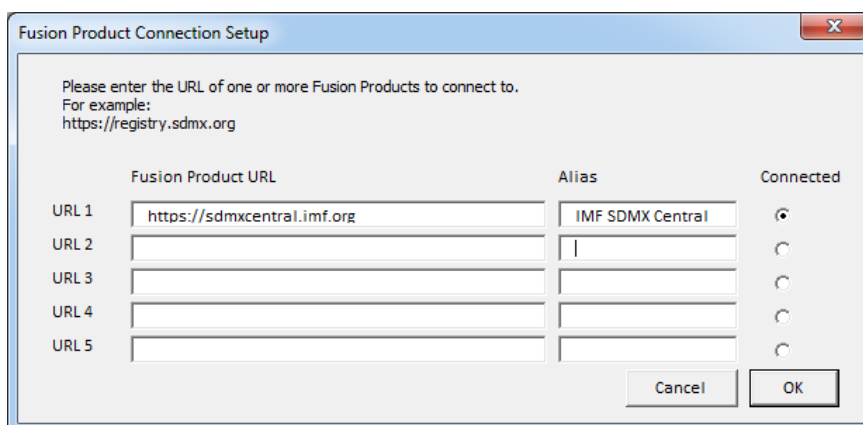 Fusion Product Connection Setup
Please enter the URL of one or more Fusion Products to connect to.
For example:
https://registry.sdmx.org
Fusion Product URL Alias Connected
URL 1 https://sdmxcentral.imf.org IMF SDMX Central
URL 2
URL 3
URL 4
URL 5
Cancel OK